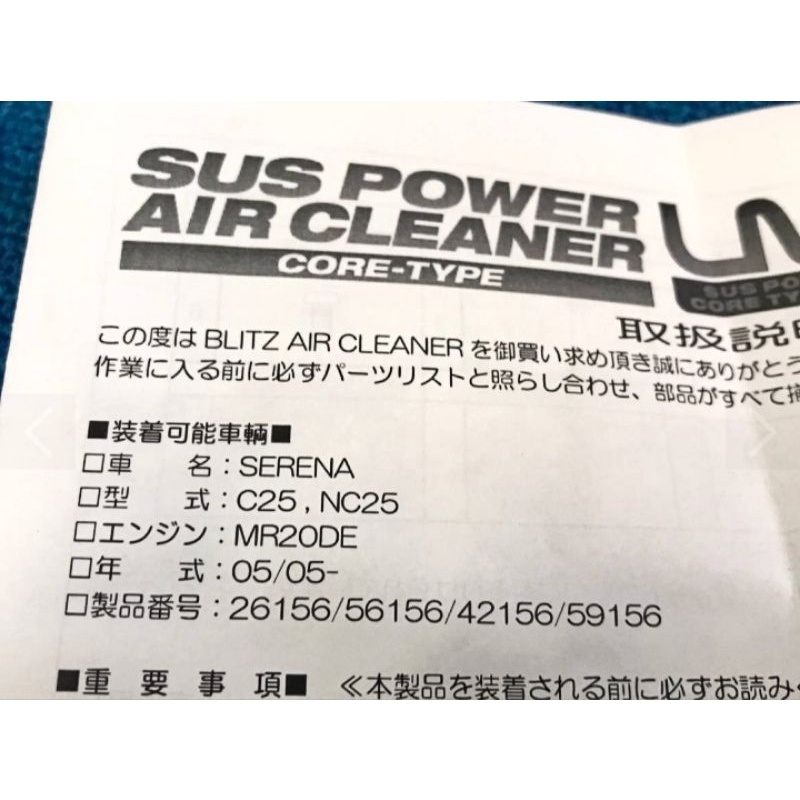 SUS POWER
AIR CLEANER
CORE-TYPE
SUS PO
CORE TY
取扱説
この度は BLITZ AIR CLEANER を御買い求め頂き誠にありがとう
作業に入る前に必ずパーツリストと照らし合わせ、部品がすべて揃
■装着可能車輌■
□車　　名：SERENA
□型　　式：C25 , NC25
□エンジン：MR20DE
□年　　式：05/05-
□製品番号：26156/56156/42156/59156
■重　要　事　項■　≪本製品を装着される前に必ずお読み